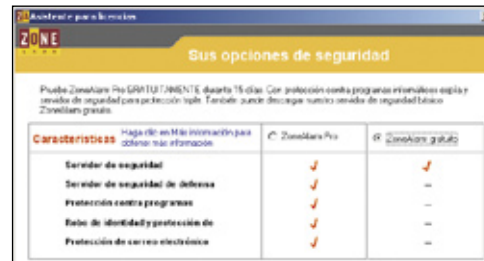 Asistente para licencias
ZONE
LABS
Sus opciones de seguridad
Pruebe ZoneAlarm Pro GRATUITAMENTE durante 15 días. Con protección contra programas informáticos espía y
servidor de seguridad para protección triple. También puede descargar nuestro servidor de seguridad básico
ZoneAlarm gratuito.
Características Haga clic en Más información para obtener más información ZoneAlarm Pro ZoneAlarm gratuito
Servidor de seguridad
Servidor de seguridad de defensa
Protección contra programas
Robo de identidad y protección de
Protección de correo electrónico